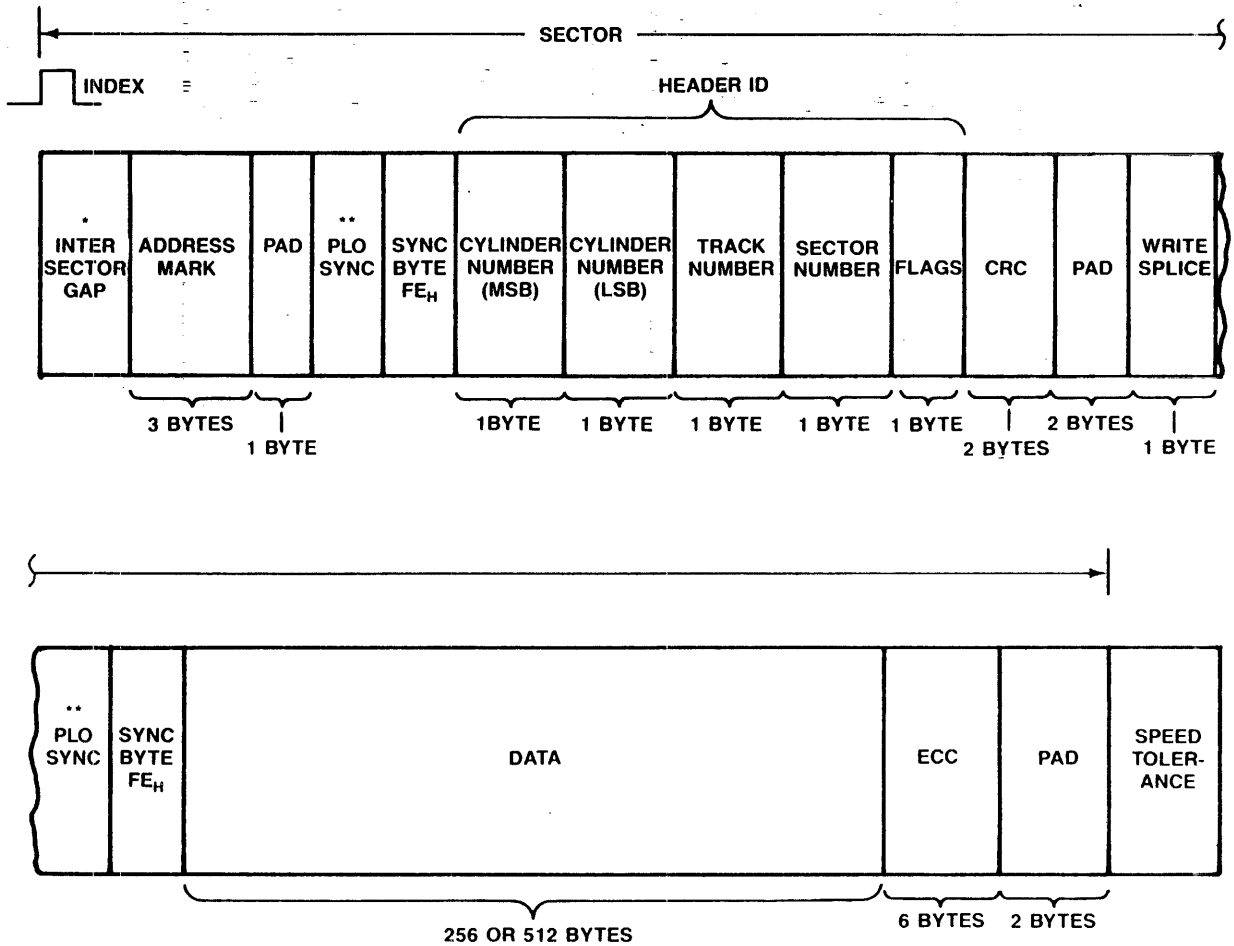 SECTOR
INDEX
HEADER ID
*
INTER
SECTOR
GAP
ADDRESS
MARK
PAD
**
PLO
SYNC
SYNC
BYTE
FEH
CYLINDER
NUMBER
(MSB)
CYLINDER
NUMBER
(LSB)
TRACK
NUMBER
SECTOR
NUMBER
FLAGS
CRC
PAD
WRITE
SPLICE
3 BYTES
1 BYTE
1BYTE
1 BYTE
1 BYTE
1 BYTE
1 BYTE
2 BYTES
2 BYTES
1 BYTE
**
PLO
SYNC
SYNC
BYTE
FEH
DATA
ECC
PAD
SPEED
TOLER-
ANCE
256 OR 512 BYTES
6 BYTES
2 BYTES